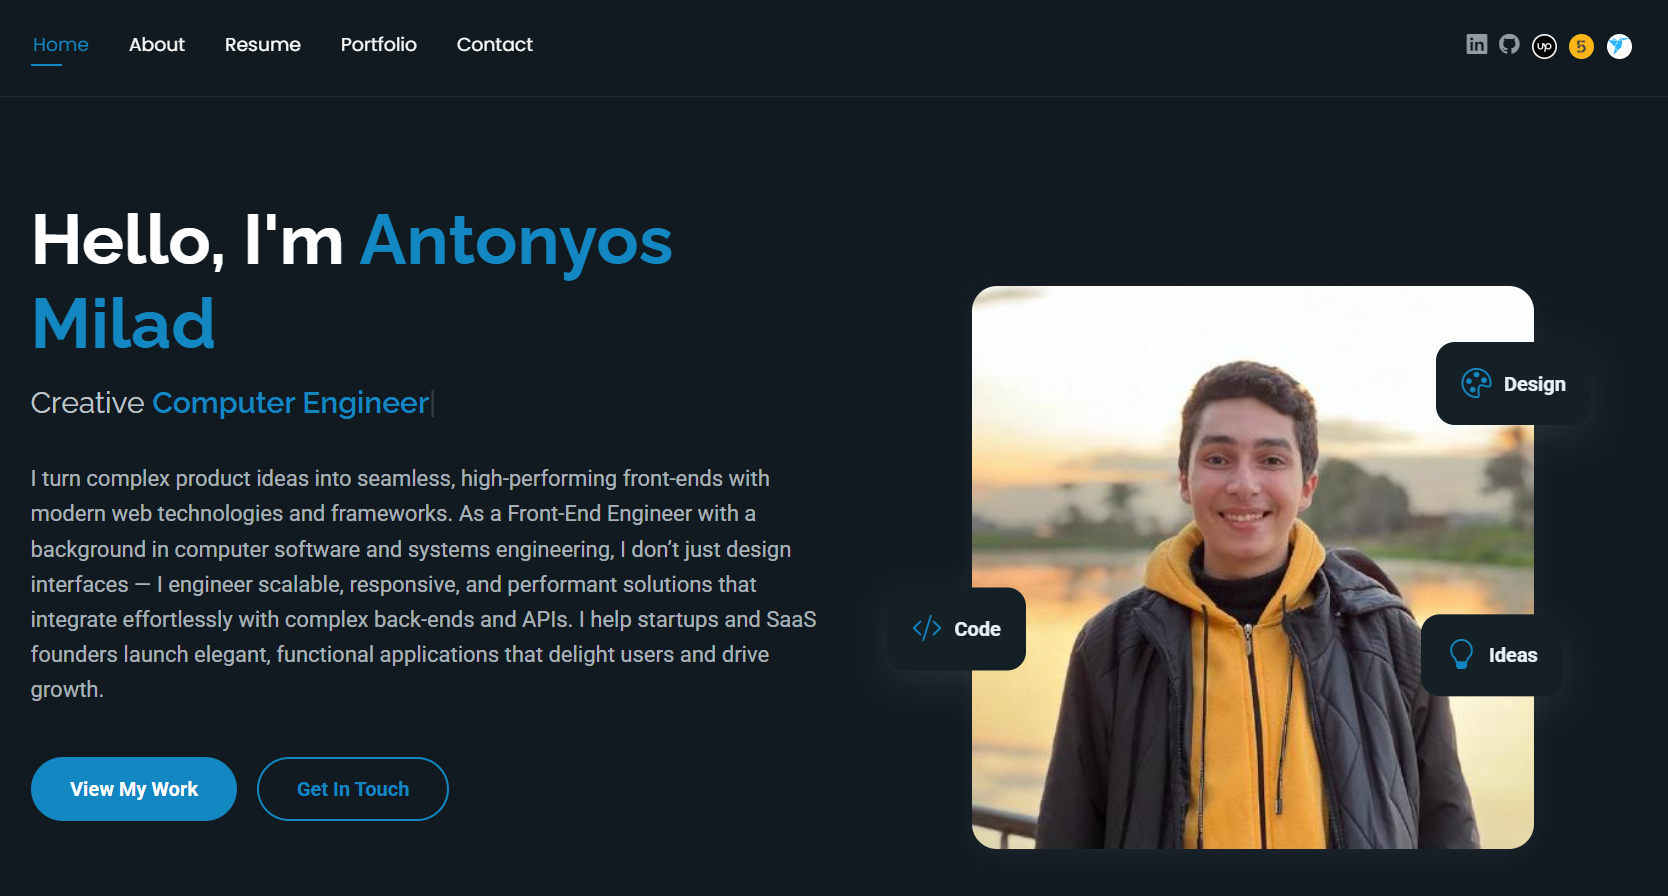 Home About Resume Portfolio Contact
in up 5
Hello, I'm Antonyos
Milad
Creative Computer Engineer
I turn complex product ideas into seamless, high-performing front-ends with
modern web technologies and frameworks. As a Front-End Engineer with a
background in computer software and systems engineering, I don’t just design
interfaces — I engineer scalable, responsive, and performant solutions that
integrate effortlessly with complex back-ends and APIs. I help startups and SaaS
founders launch elegant, functional applications that delight users and drive
growth.
View My Work Get In Touch
Design
</> Code
Ideas